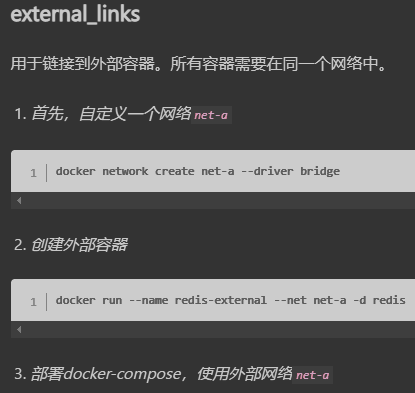 external_links
用于链接到外部容器。所有容器需要在同一个网络中。
1. 首先，自定义一个网络 net-a
1 docker network create net-a --driver bridge
2. 创建外部容器
1 docker run --name redis-external --net net-a -d redis
3. 部署docker-compose，使用外部网络 net-a